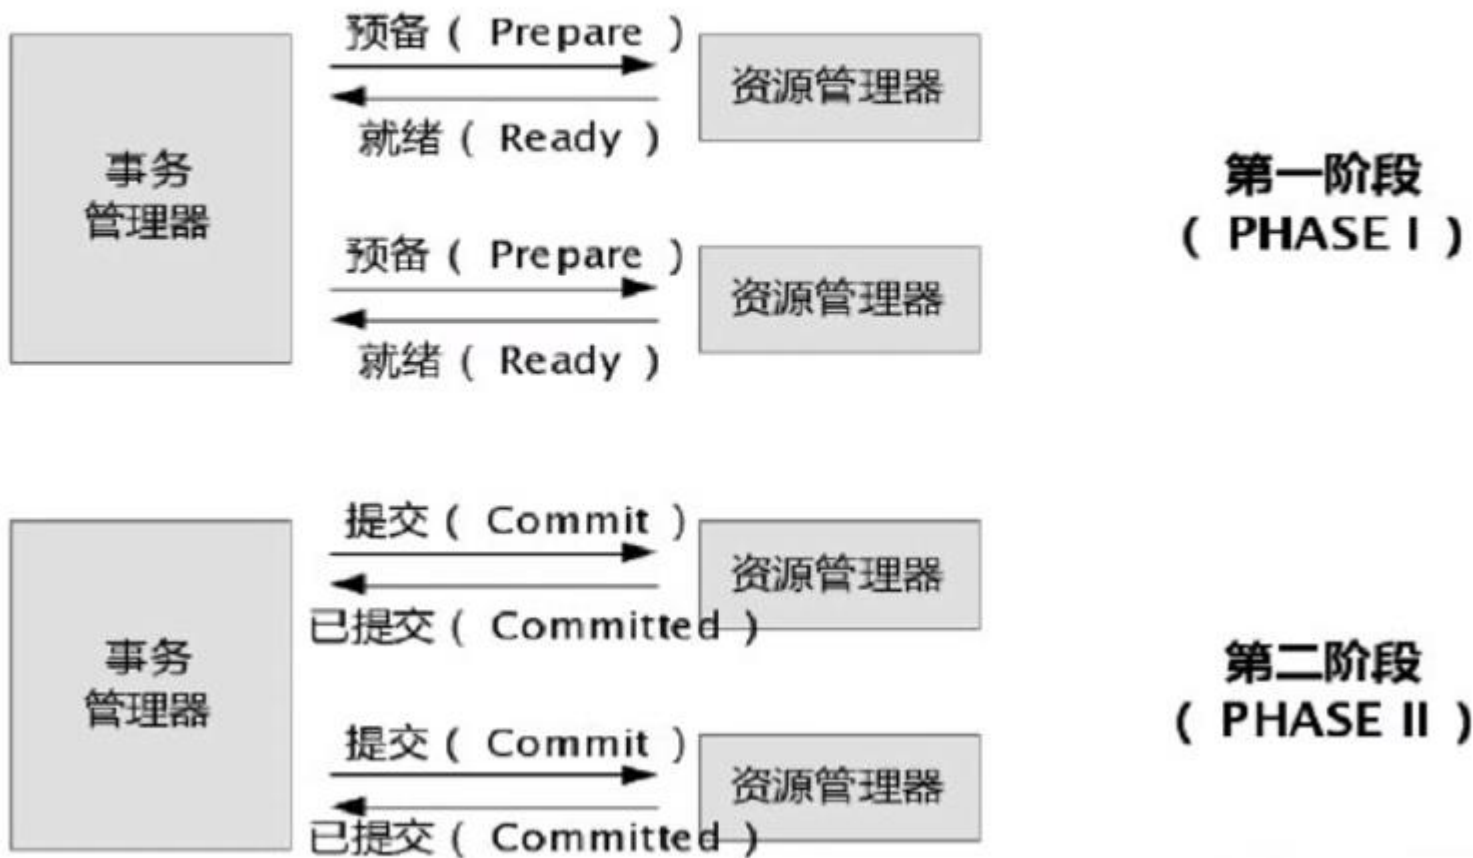 预备（ Prepare ）
资源管理器
就绪（ Ready ）
事务
管理器
预备（ Prepare ）
资源管理器
就绪（ Ready ）
第一阶段
（ PHASE I ）
提交（ Commit ）
资源管理器
已提交（ Committed ）
事务
管理器
提交（ Commit ）
资源管理器
已提交（ Committed ）
第二阶段
（ PHASE II ）